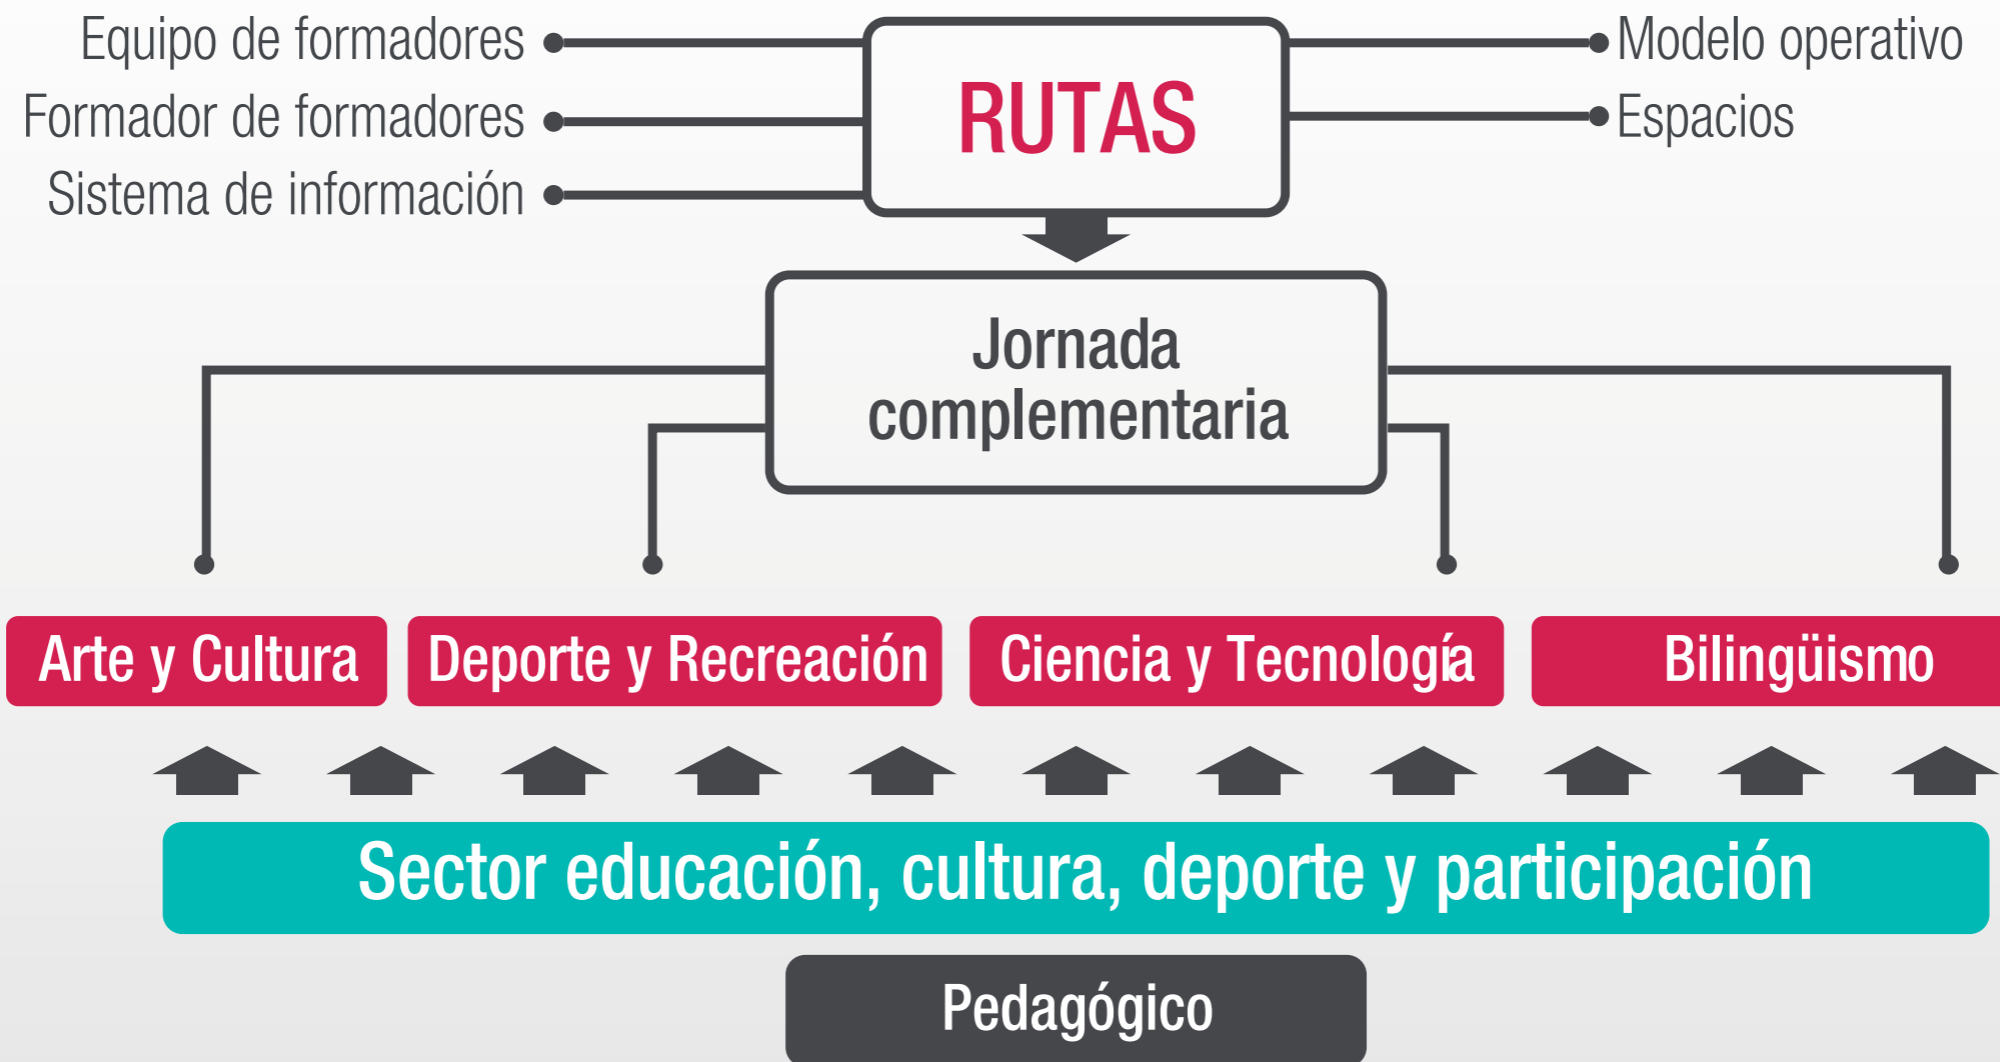 Equipo de formadores
Formador de formadores
Sistema de información
RUTAS
Modelo operativo
Espacios
Jornada
complementaria
Arte y Cultura
Deporte y Recreación
Ciencia y Tecnología
Bilingüismo
Sector educación, cultura, deporte y participación
Pedagógico